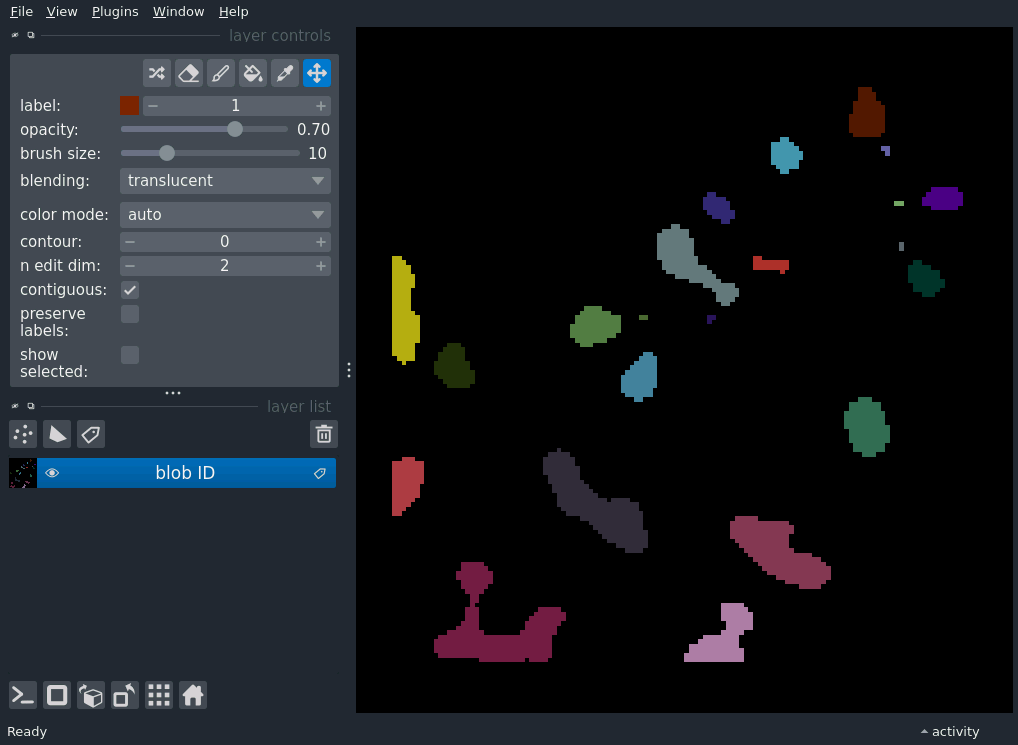 File View Plugins Window Help
layer controls
label: 1
opacity: 0.70
brush size: 10
blending: translucent
color mode: auto
contour: 0
n edit dim: 2
contiguous:
preserve
labels:
show
selected:
layer list
blob ID
Ready
activity